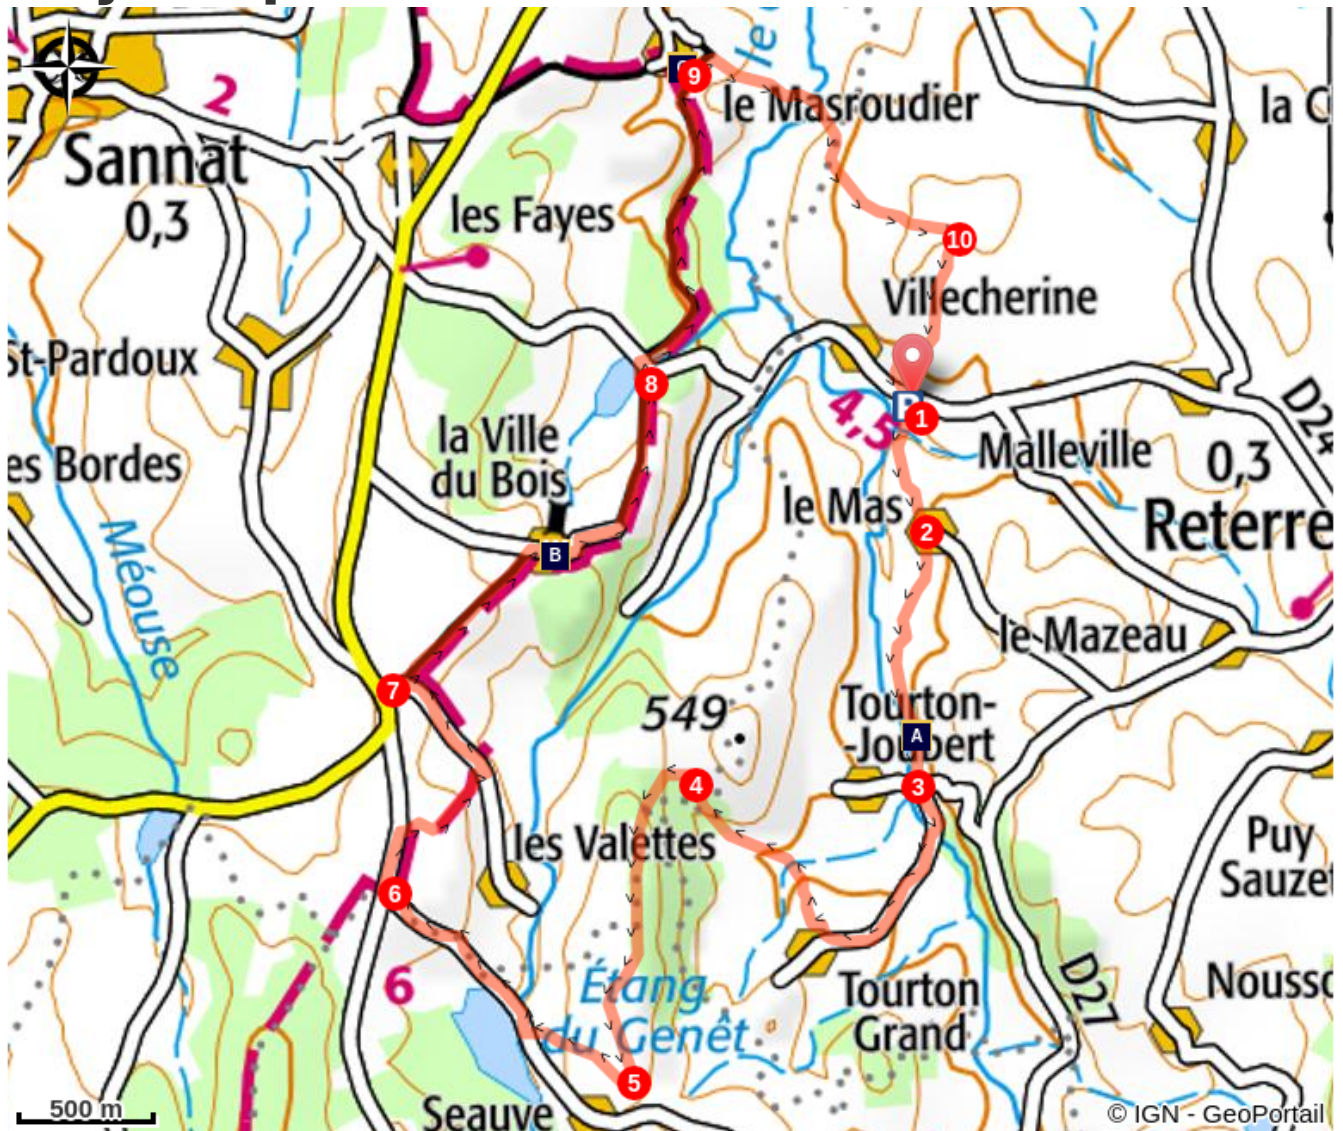 le
9
le Masroudier
la C
2
Sannat
0,3
les Fayes
10
Villecherine
St-Pardoux
8
P
1
4,5
D24
la Ville
du Bois
Malleville
0,3
es Bordes
le Mas
Reterre
2
B
Méouse
le Mazeau
7
549
Tourton-
-Joubert
A
4
3
les Valettes
Puy
Sauzet
6
6
Étang
du Genêt
Tourton
Grand
D27
Nousso
5
500 m
Seauve
© IGN - GeoPortail